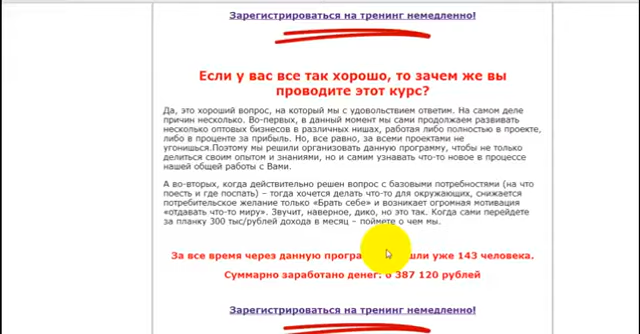 Зарегистрироваться на тренинг немедленно!
Если у вас все так хорошо, то зачем же вы
проводите этот курс?
Да, это хороший вопрос, на который мы с удовольствием ответим. На самом деле
причин несколько. Во-первых, в данный момент мы сами продолжаем развивать
несколько оптовых бизнесов в различных нишах, работая либо полностью в проекте,
либо в проценте за прибыль. Но, все равно, за всеми проектами не
угонишься.Поэтому мы решили организовать данную программу, чтобы не только
делиться своим опытом и знаниями, но и самим узнавать что-то новое в процессе
нашей общей работы с Вами.
А во-вторых, когда действительно решен вопрос с базовыми потребностями (на что
поесть и где поспать) – тогда хочется делать что-то для окружающих, снижается
потребительское желание только «Брать себе» и возникает огромная мотивация
«отдавать что-то миру». Звучит, наверное, дико, но это так. Когда сами перейдете
за планку 300 тыс/рублей дохода в месяц – поймете о чем мы.
За все время через данную уже 143 человека.
Суммарно заработано денег: 387 120 рублей
Зарегистрироваться на тренинг немедленно!